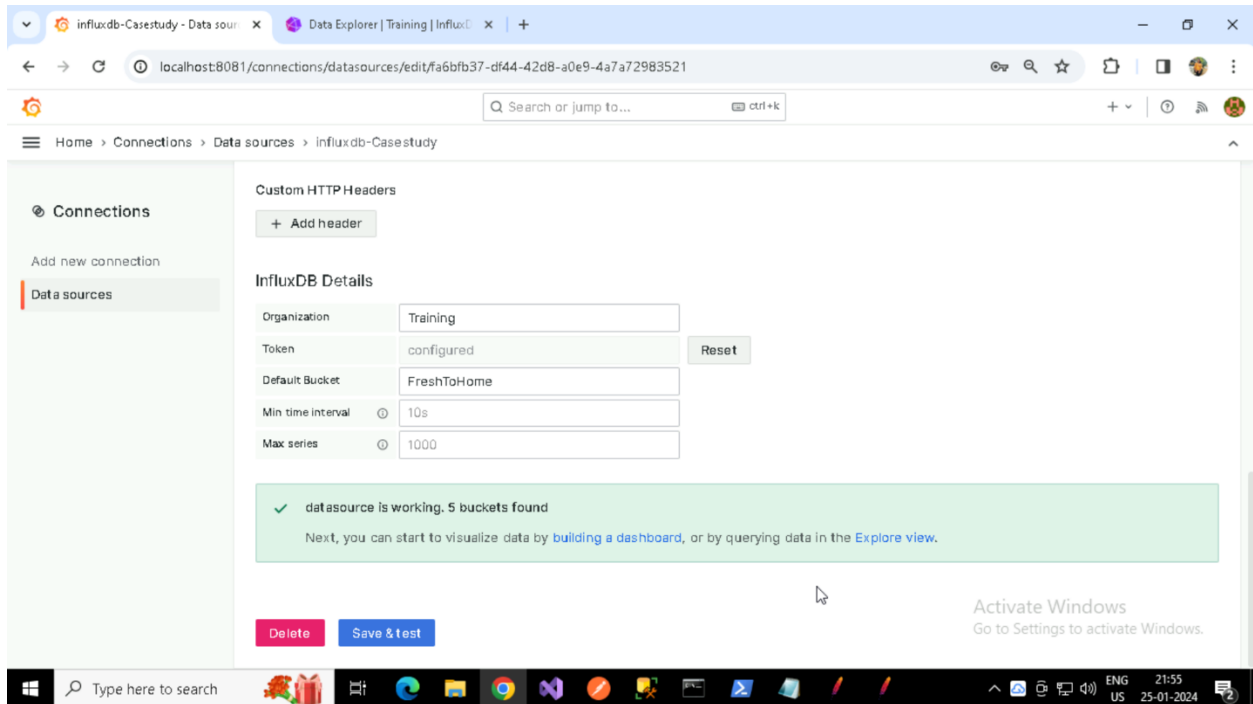 influxdb-Casestudy - Data sour
Data Explorer | Training | InfluxD
localhost:8081/connections/datasources/edit/fa6bfb37-df44-42d8-a0e9-4a7a72983521
Search or jump to...
ctrl+k
Home › Connections › Data sources › influxdb-Casestudy
Connections
Add new connection
Data sources
Custom HTTP Headers
+ Add header
InfluxDB Details
Organization Training
Token configured Reset
Default Bucket FreshToHome
Min time interval 10s
Max series 1000
datasource is working. 5 buckets found
Next, you can start to visualize data by building a dashboard, or by querying data in the Explore view.
Delete Save & test
Activate Windows
Go to Settings to activate Windows.
Type here to search
ENG
US
21:55
25-01-2024
2